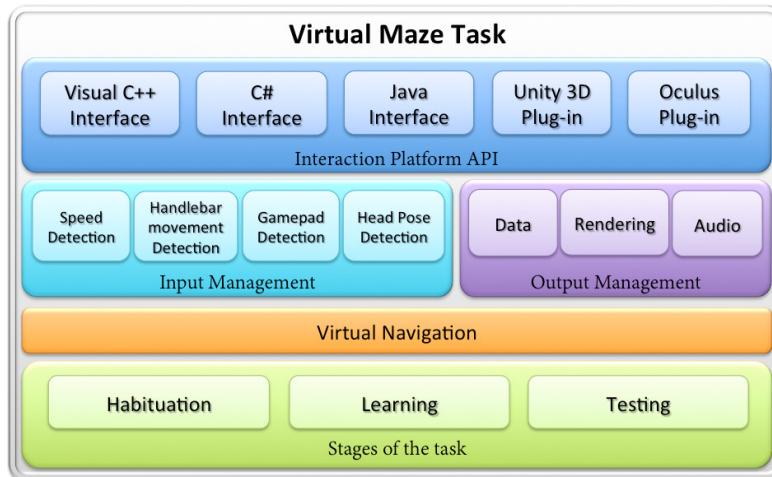 Virtual Maze Task
Visual C++
Interface
C#
Interface
Java
Interface
Unity 3D
Plug-in
Oculus
Plug-in
Interaction Platform API
Speed
Detection
Handlebar
movement
Detection
Gamepad
Detection
Head Pose
Detection
Input Management
Data
Rendering
Audio
Output Management
Virtual Navigation
Habituation
Learning
Testing
Stages of the task